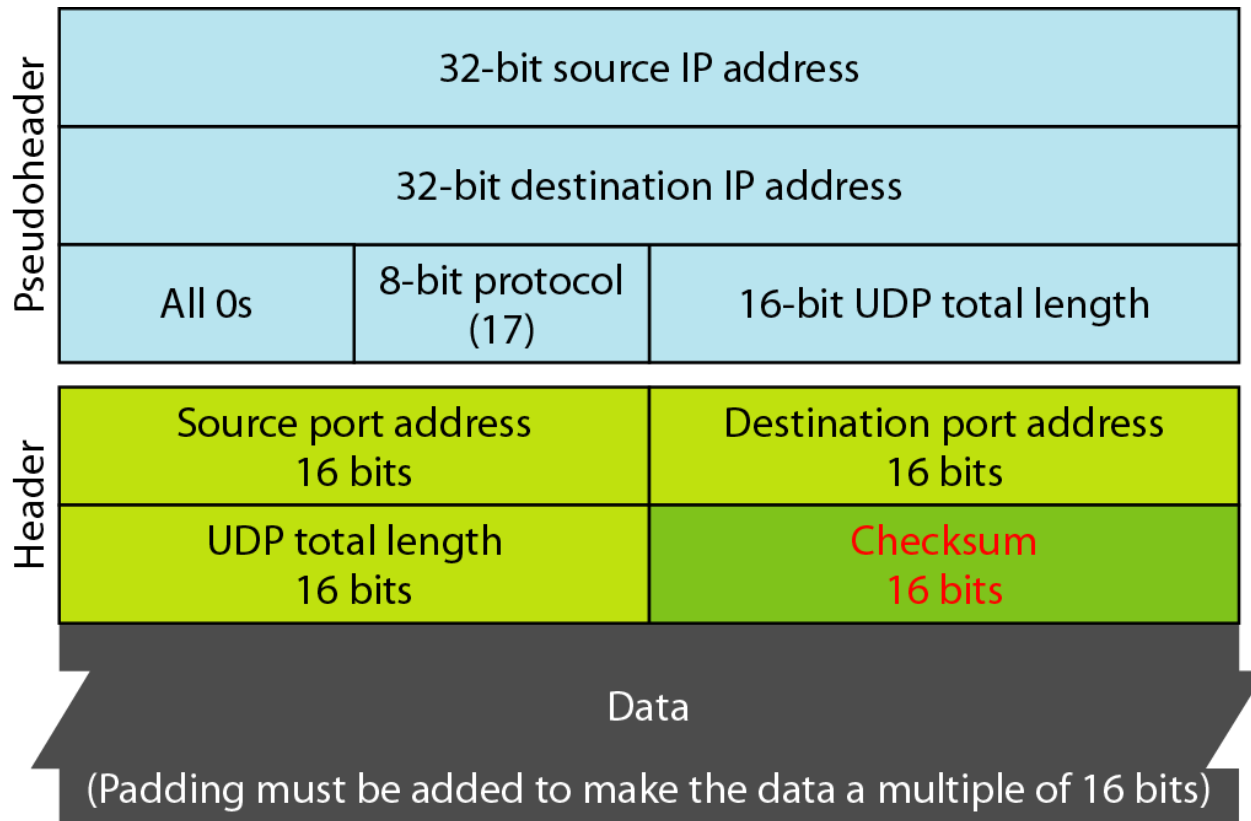 Pseudoheader
32-bit source IP address
32-bit destination IP address
All 0s
8-bit protocol
(17)
16-bit UDP total length
Header
Source port address
16 bits
Destination port address
16 bits
UDP total length
16 bits
Checksum
16 bits
Data
(Padding must be added to make the data a multiple of 16 bits)